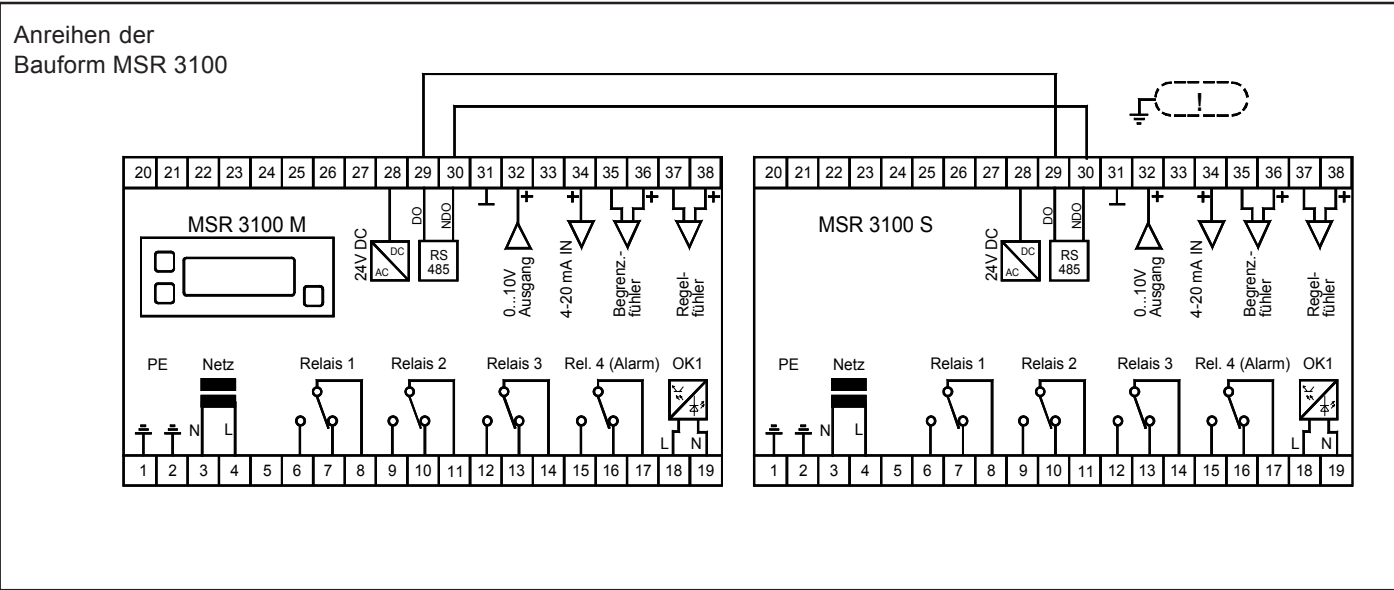 Anreihen der
Bauform MSR 3100
!
20 21 22 23 24 25 26 27 28 29 30 31 32 33 34 35 36 37 38
MSR 3100 M
24V DC
DC
AC
DO
NDO
RS
485
+
0...10V
Ausgang
+
4-20 mA IN
+
Begrenz.-
fühler
+
Regel-
fühler
PE
Netz
Relais 1
Relais 2
Relais 3
Rel. 4 (Alarm)
OK1
N
L
L
N
1 2 3 4 5 6 7 8 9 10 11 12 13 14 15 16 17 18 19
20 21 22 23 24 25 26 27 28 29 30 31 32 33 34 35 36 37 38
MSR 3100 S
24V DC
DC
AC
DO
NDO
RS
485
+
0...10V
Ausgang
+
4-20 mA IN
+
Begrenz.-
fühler
+
Regel-
fühler
PE
Netz
Relais 1
Relais 2
Relais 3
Rel. 4 (Alarm)
OK1
N
L
L
N
1 2 3 4 5 6 7 8 9 10 11 12 13 14 15 16 17 18 19